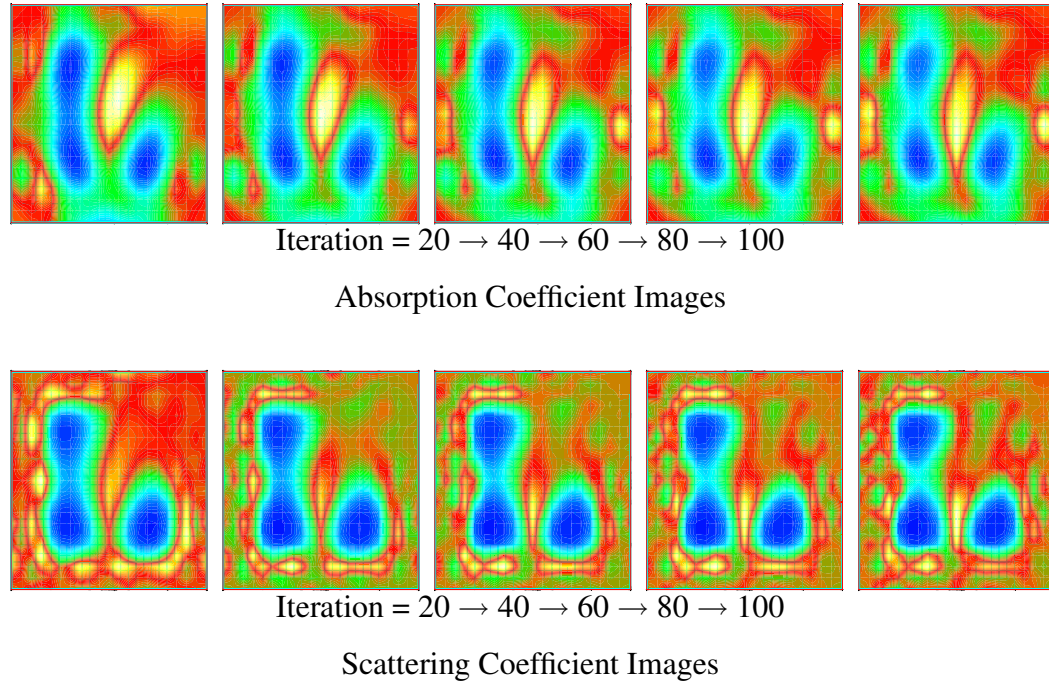 Iteration = 20 → 40 → 60 → 80 → 100
Absorption Coefficient Images
Iteration = 20 → 40 → 60 → 80 → 100
Scattering Coefficient Images